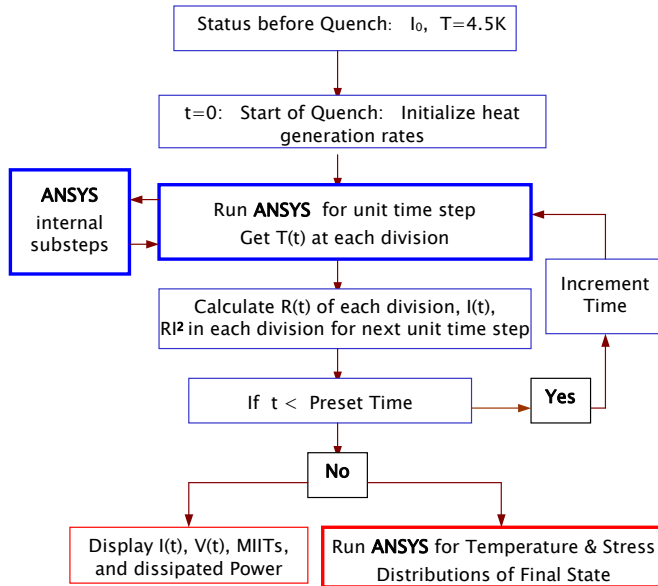 Status before Quench: I₀, T=4.5K
t=0: Start of Quench: Initialize heat
generation rates
ANSYS
internal
substeps
Run ANSYS for unit time step
Get T(t) at each division
Increment
Time
Calculate R(t) of each division, I(t),
RI² in each division for next unit time step
If t < Preset Time
Yes
No
Display I(t), V(t), MIITs,
and dissipated Power
Run ANSYS for Temperature & Stress
Distributions of Final State